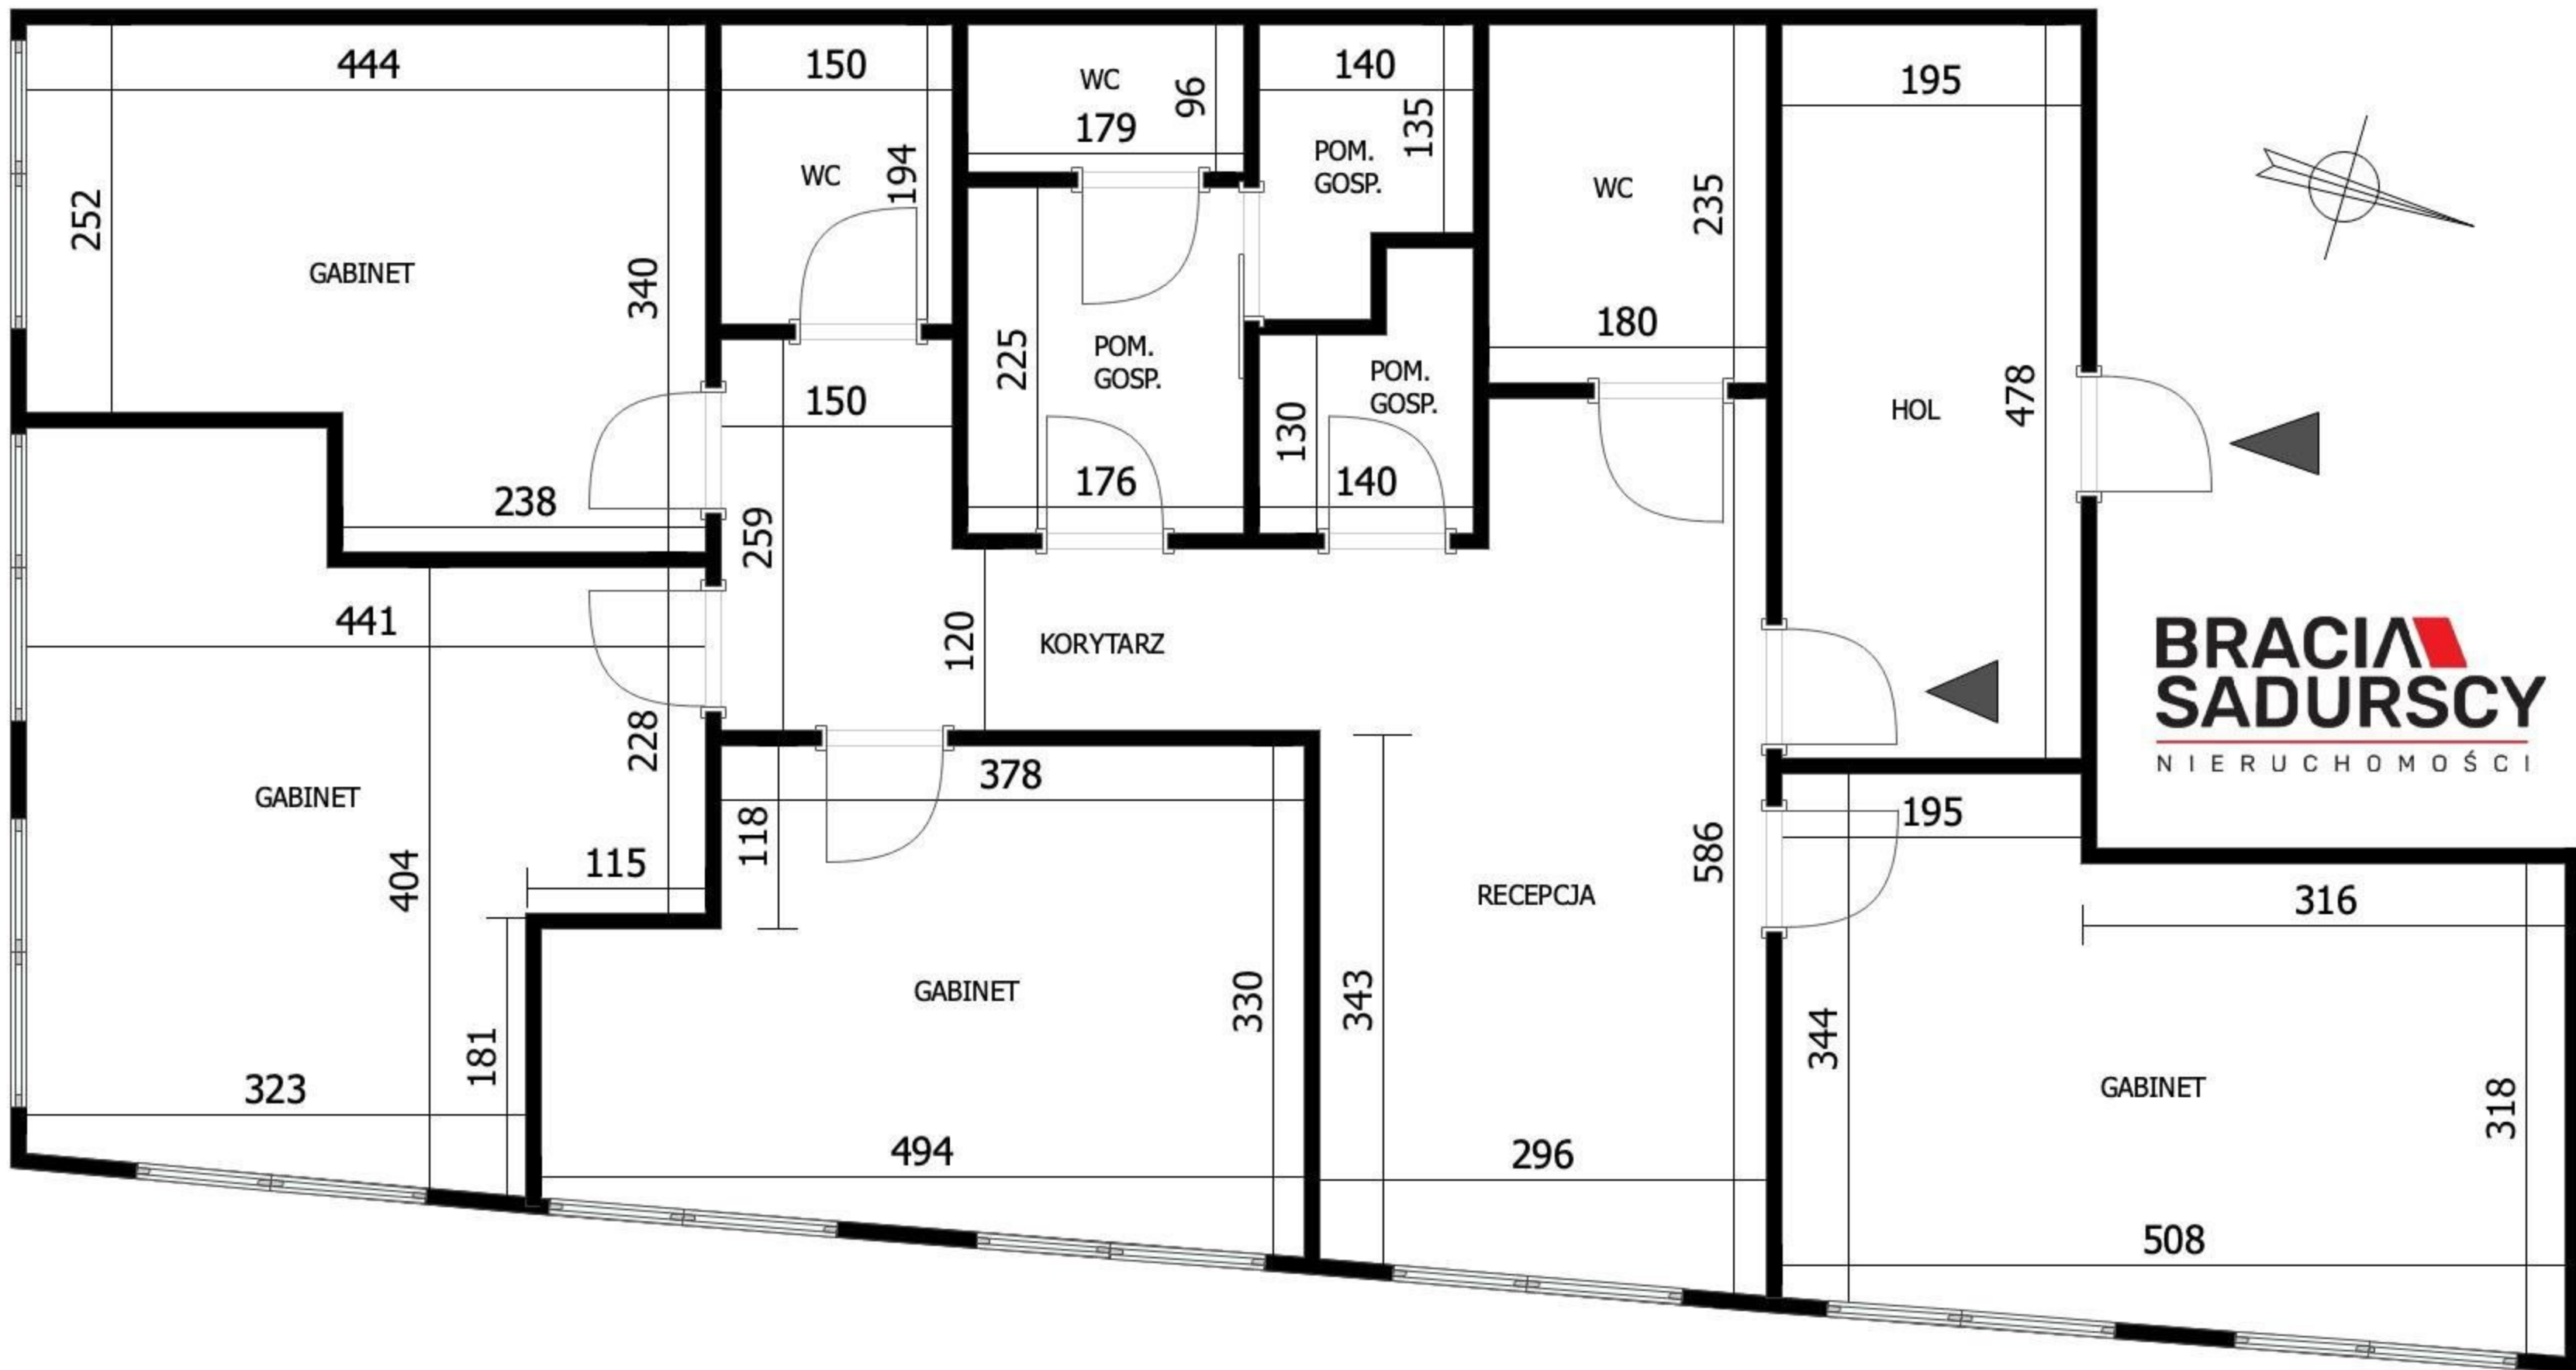 444
150
WC
179
96
140
135
195
252
GABINET
340
WC
194
POM.
GOSP.
WC
235
180
150
225
POM.
GOSP.
130
POM.
GOSP.
140
176
HOL
478
238
259
441
120
KORYTARZ
BRACIA
SADURSCY
NIERUCHOMOŚCI
228
GABINET
404
115
118
378
330
GABINET
494
181
323
343
RECEPCJA
586
296
195
316
344
GABINET
318
508